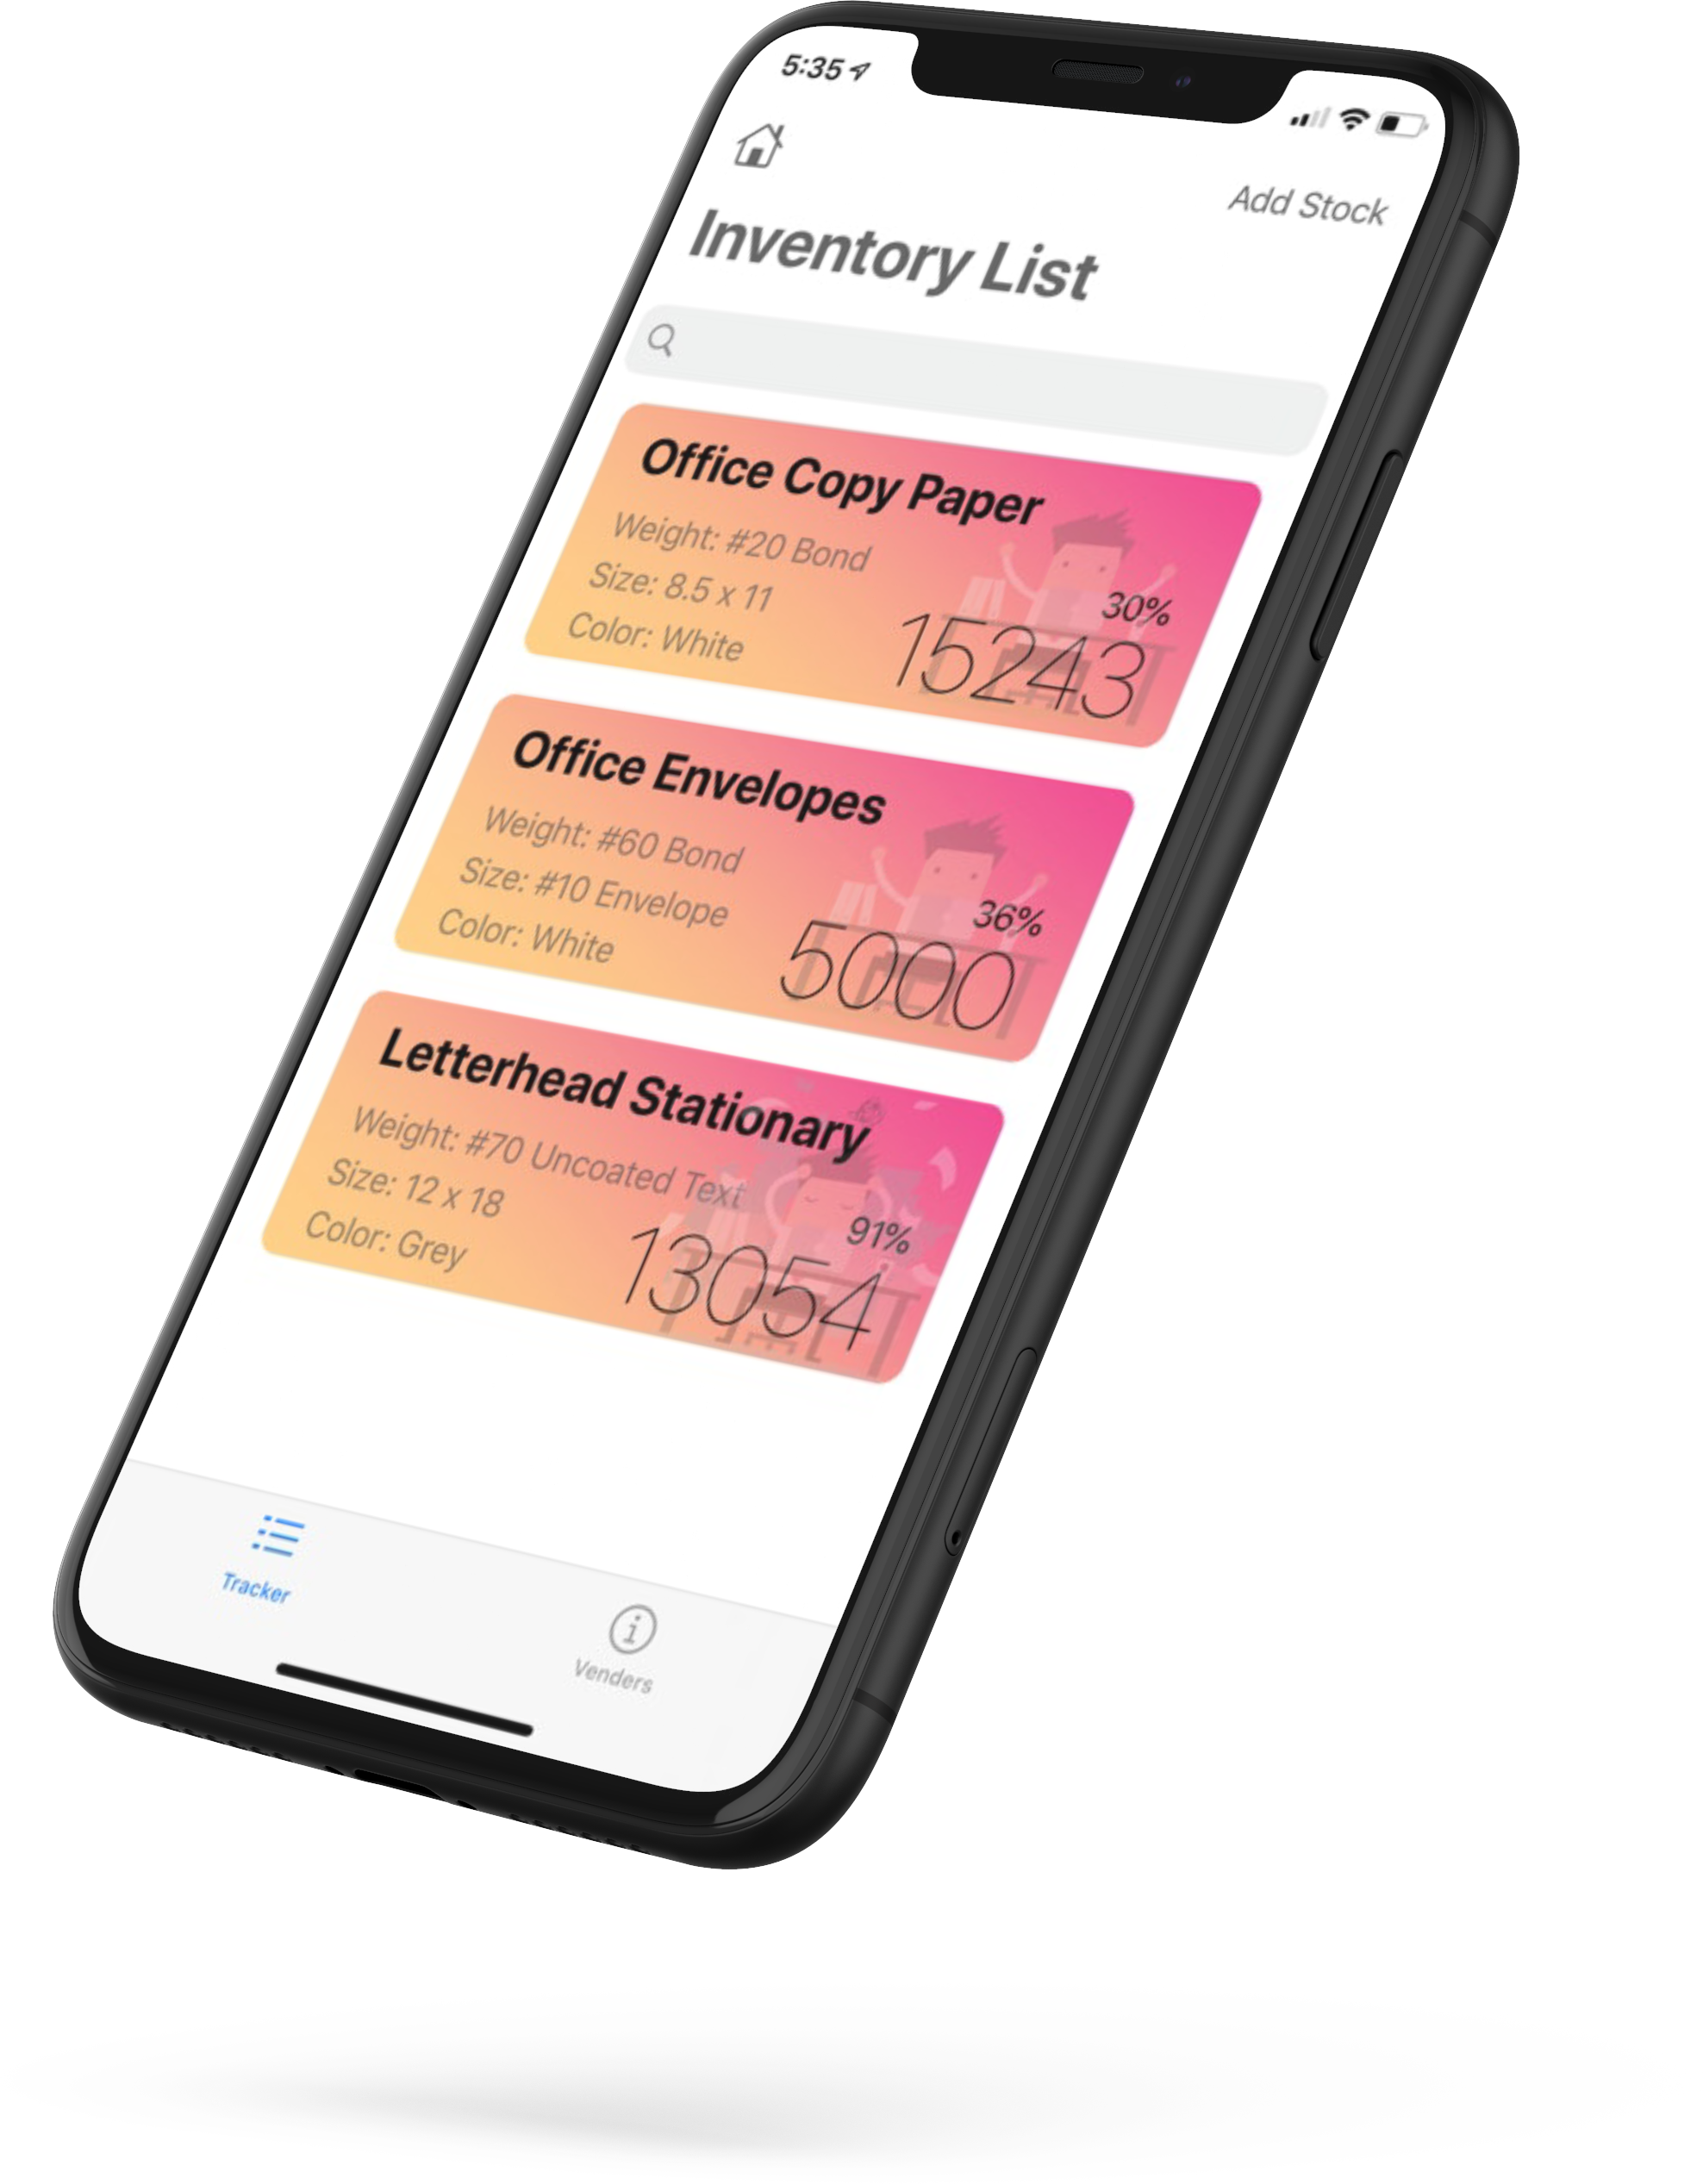 5:35
Add Stock
Inventory List
Office Copy Paper
Weight: #20 Bond
Size: 8.5 x 11
Color: White
30%
15243
Office Envelopes
Weight: #60 Bond
Size: #10 Envelope
Color: White
36%
5000
Letterhead Stationary
Weight: #70 Uncoated Text
Size: 12 x 18
Color: Grey
91%
13054
Tracker
Venders